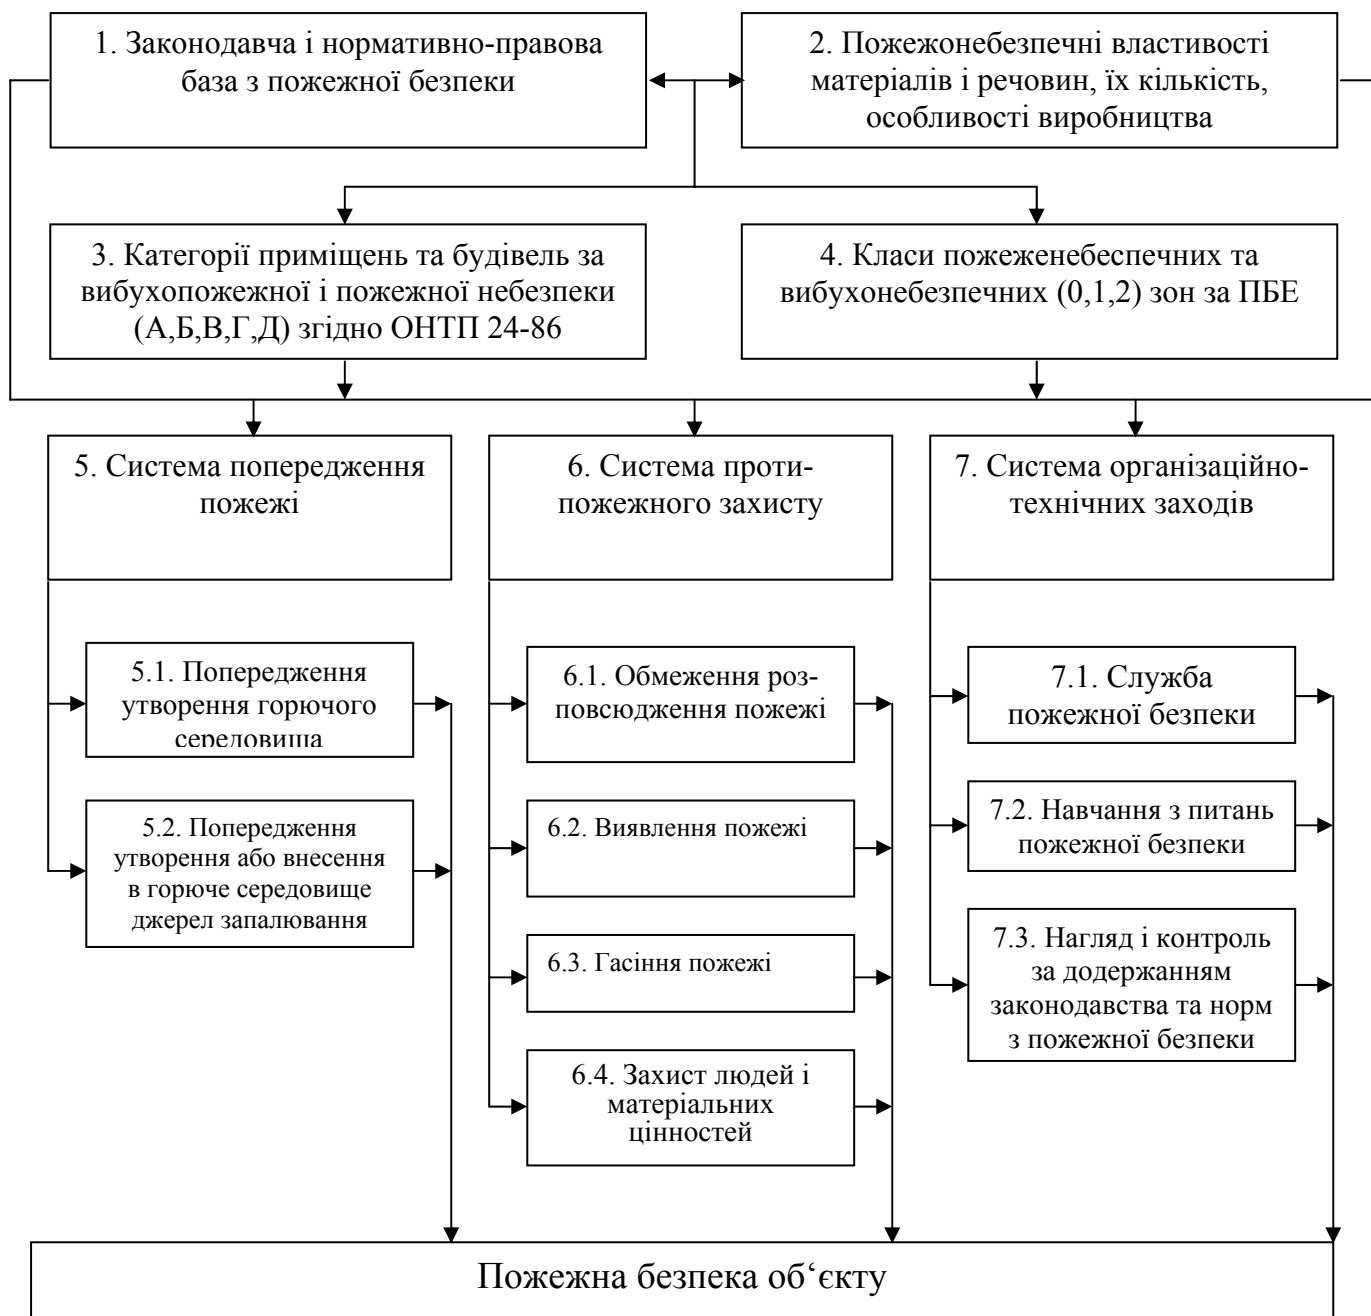 1. Законодавча і нормативно-правова
база з пожежної безпеки
2. Пожежонебезпечні властивості
матеріалів і речовин, їх кількість,
особливості виробництва
3. Категорії приміщень та будівель за
вибухопожежної і пожежної небезпеки
(А,Б,В,Г,Д) згідно ОНТП 24-86
4. Класи пожеженебеспечних та
вибухонебезпечних (0,1,2) зон за ПБЕ
5. Система попередження
пожежі
6. Система проти-
пожежного захисту
7. Система організаційно-
технічних заходів
5.1. Попередження
утворення горючого
середовища
5.2. Попередження
утворення або внесення
в горюче середовище
джерел запалювання
6.1. Обмеження роз-
повсюдження пожежі
6.2. Виявлення пожежі
6.3. Гасіння пожежі
6.4. Захист людей і
матеріальних
цінностей
7.1. Служба
пожежної безпеки
7.2. Навчання з питань
пожежної безпеки
7.3. Нагляд і контроль
за додержанням
законодавства та норм
з пожежної безпеки
Пожежна безпека об‘єкту